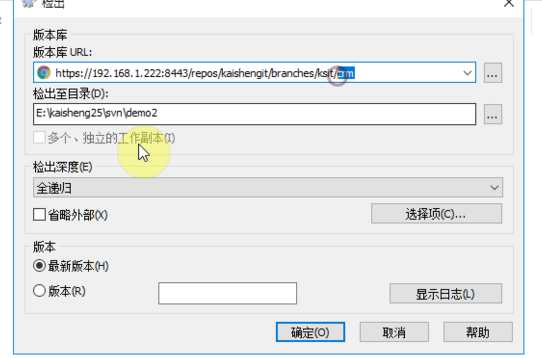 检出
版本库
版本库 URL:
https://192.168.1.222:8443/repos/kaishengit/branches/ksit/crm
...
检出至目录(D):
E:\kaisheng25\svn\demo2
...
多个、独立的工作副本(I)
检出深度(E)
全递归
省略外部(X)
选择项(C)...
版本
最新版本(H)
版本(R)
显示日志(L)
确定(O)
取消
帮助